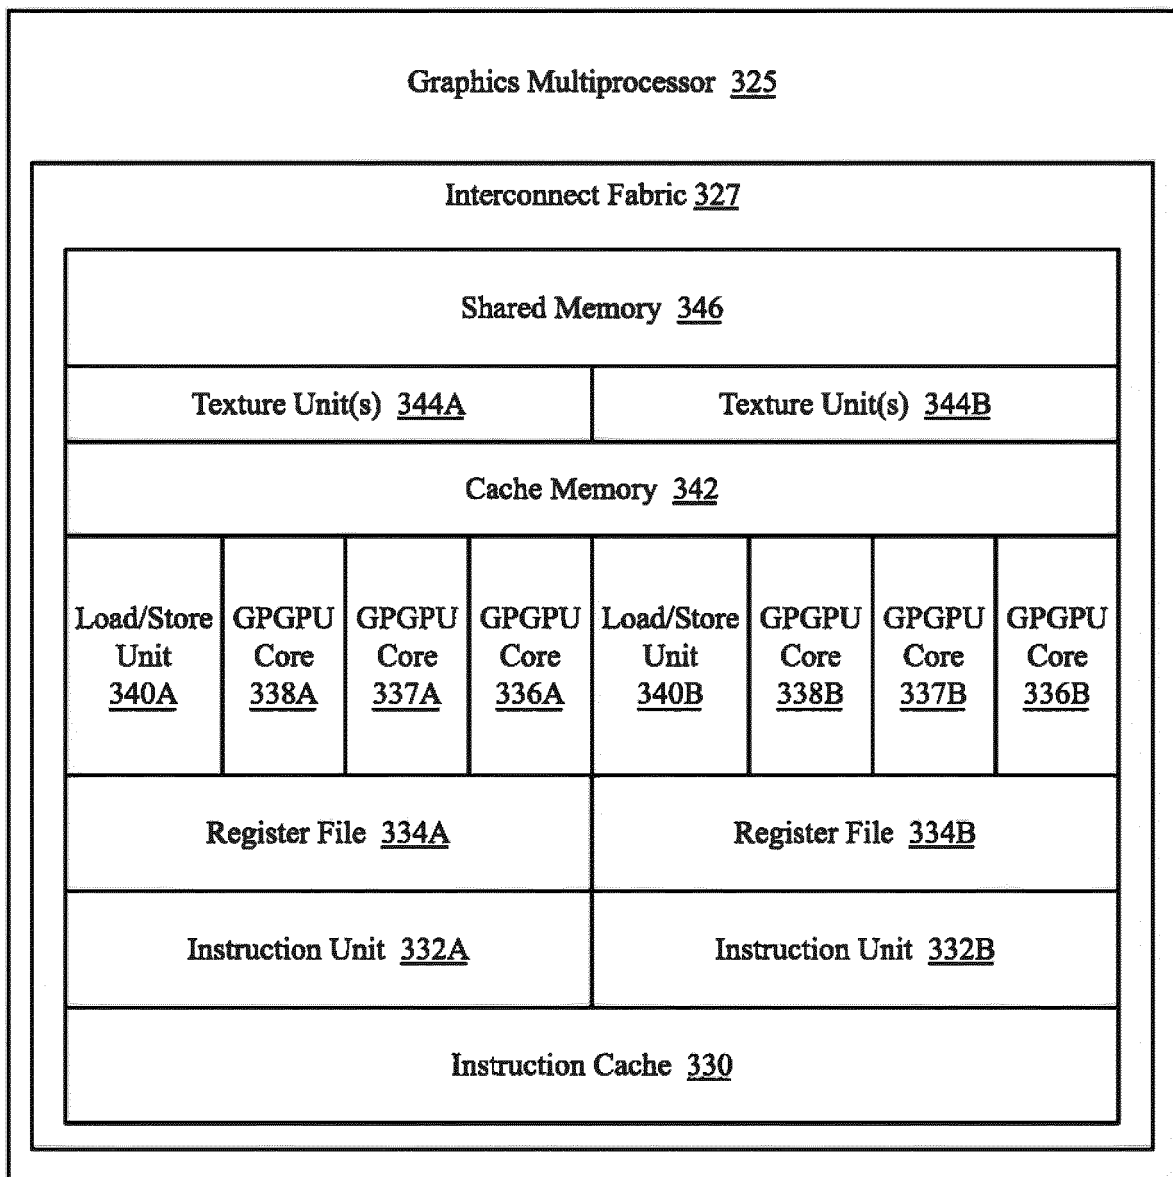 Graphics Multiprocessor 325
Interconnect Fabric 327
Shared Memory 346
Texture Unit(s) 344A
Texture Unit(s) 344B
Cache Memory 342
Load/Store
Unit
340A
GPGPU
Core
338A
GPGPU
Core
337A
GPGPU
Core
336A
Load/Store
Unit
340B
GPGPU
Core
338B
GPGPU
Core
337B
GPGPU
Core
336B
Register File 334A
Register File 334B
Instruction Unit 332A
Instruction Unit 332B
Instruction Cache 330